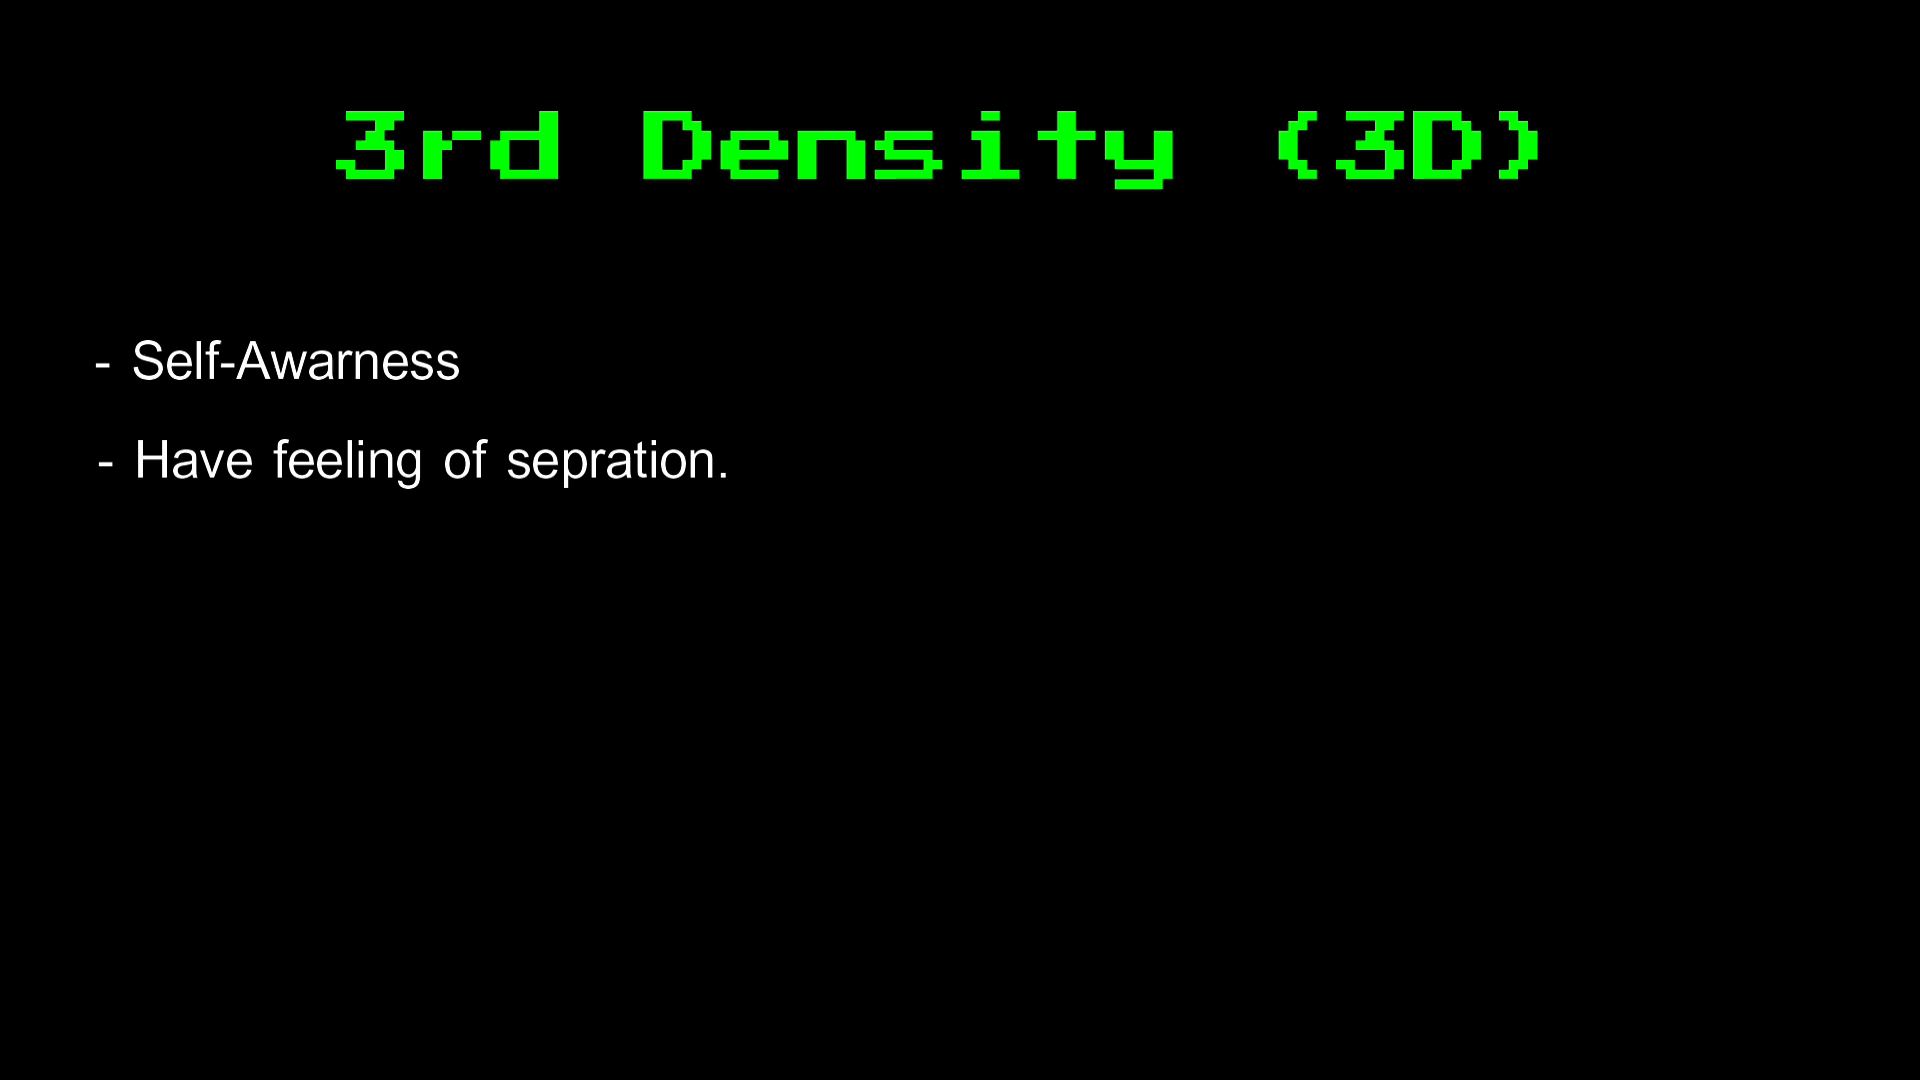 3rd Density (3D)
- Self-Awarness
- Have feeling of sepration.